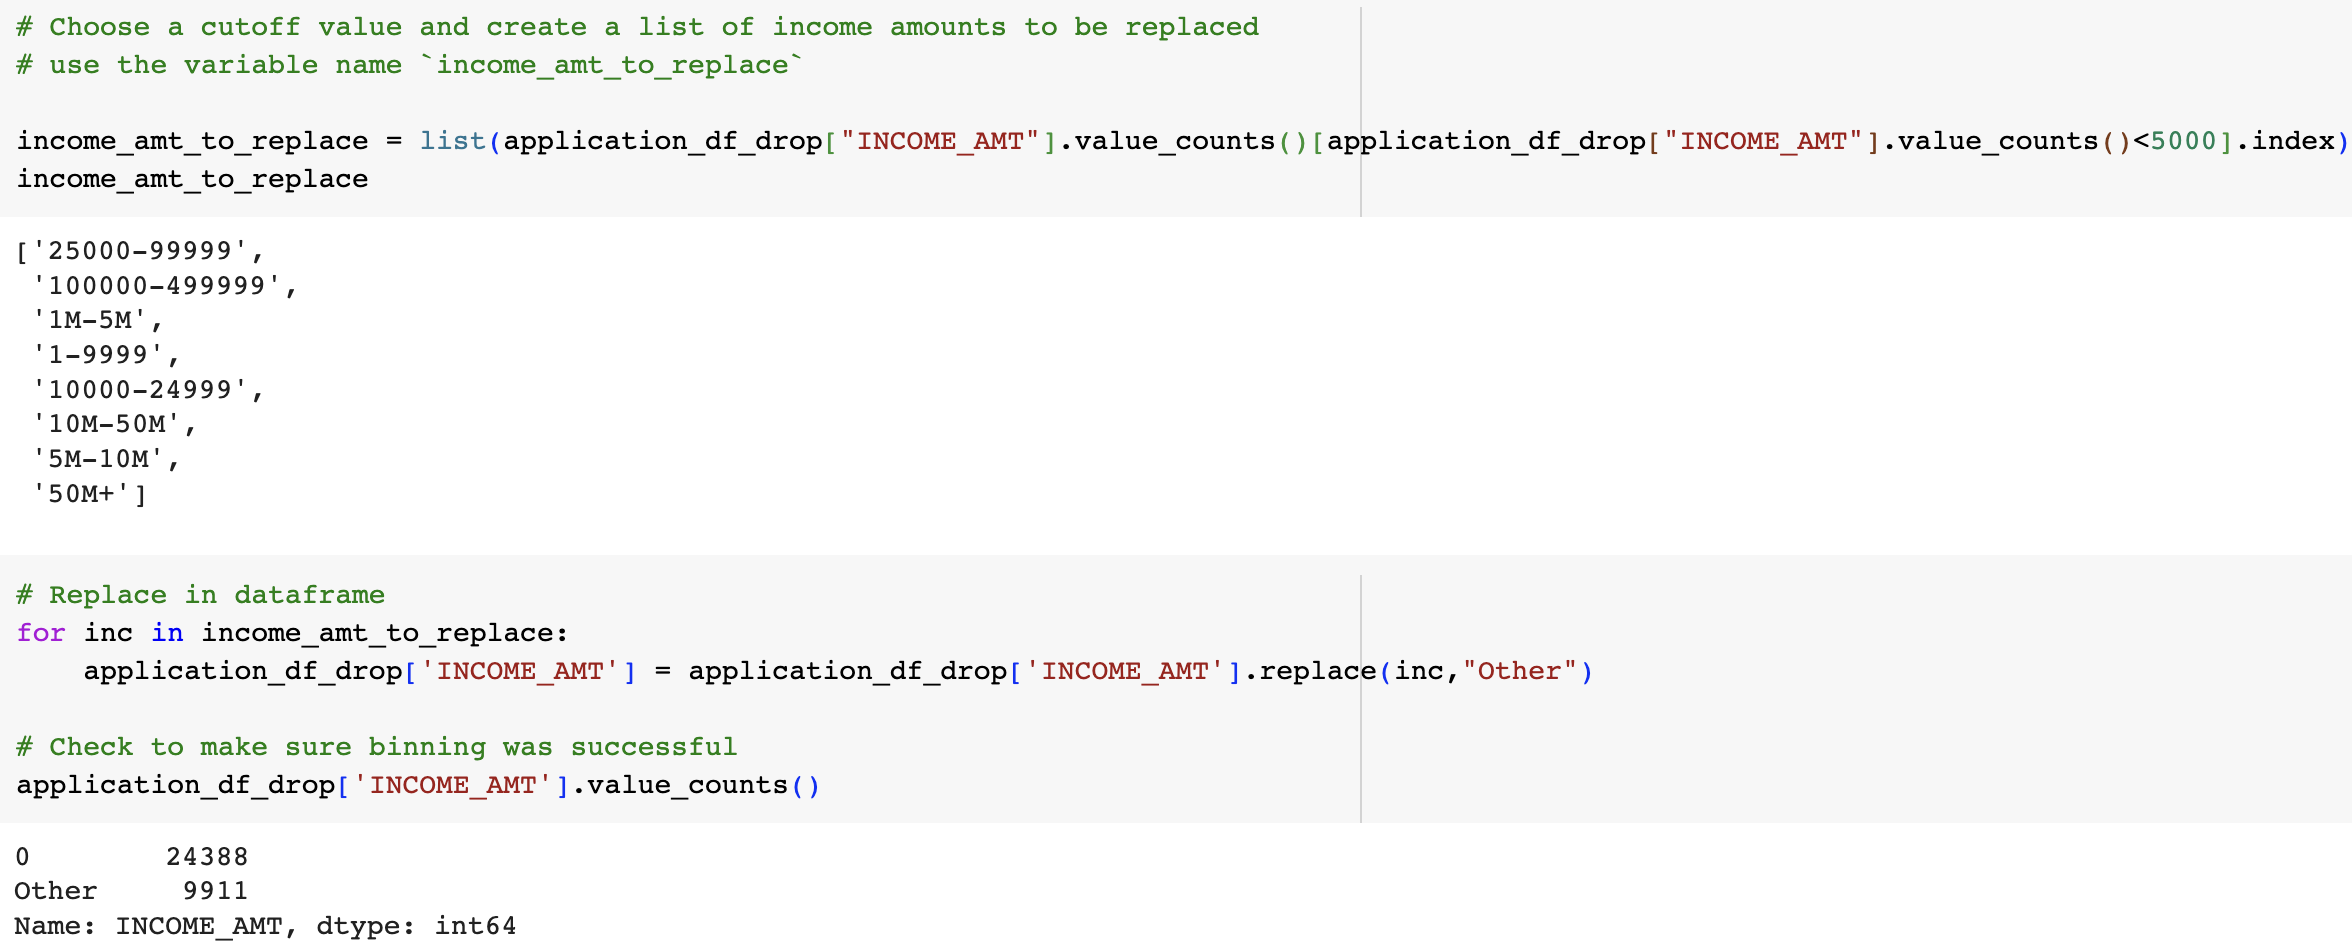 # Choose a cutoff value and create a list of income amounts to be replaced
# use the variable name `income_amt_to_replace`
income_amt_to_replace = list(application_df_drop["INCOME_AMT"].value_counts()[application_df_drop["INCOME_AMT"].value_counts()<5000].index)
income_amt_to_replace
['25000-99999',
 '100000-499999',
 '1M-5M',
 '1-9999',
 '10000-24999',
 '10M-50M',
 '5M-10M',
 '50M+']
# Replace in dataframe
for inc in income_amt_to_replace:
    application_df_drop['INCOME_AMT'] = application_df_drop['INCOME_AMT'].replace(inc,"Other")
# Check to make sure binning was successful
application_df_drop['INCOME_AMT'].value_counts()
0        24388
Other     9911
Name: INCOME_AMT, dtype: int64